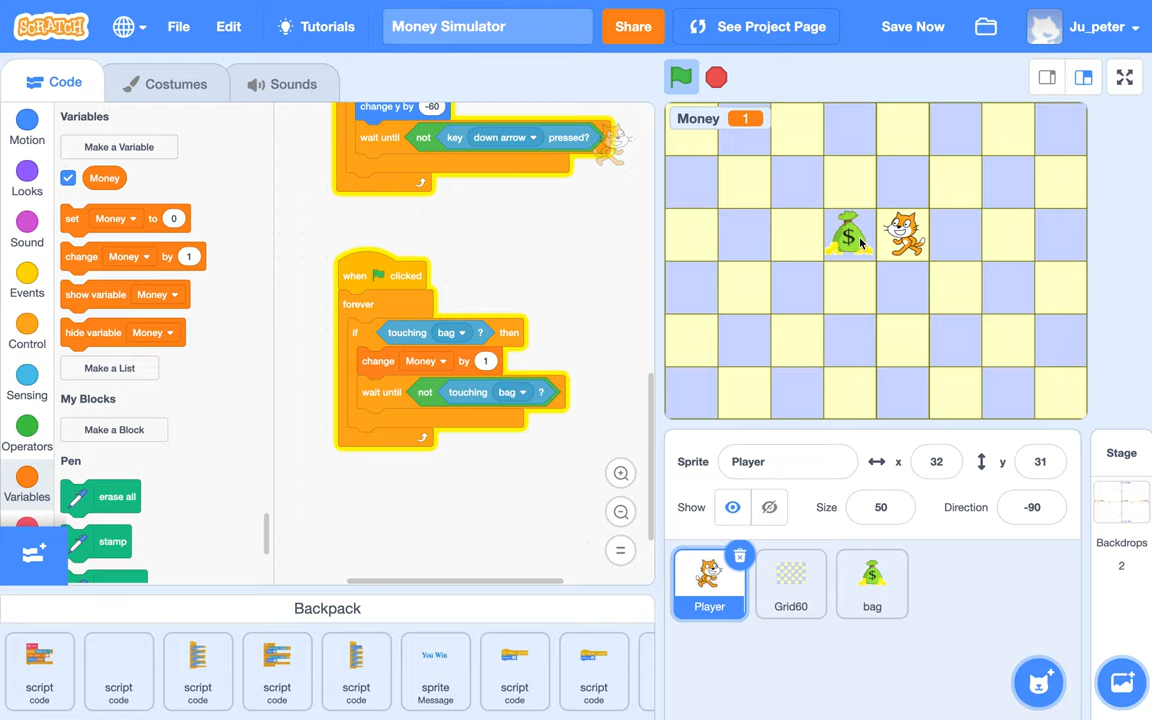 SCRATCH
File
Edit
Tutorials
Money Simulator
Share
See Project Page
Save Now
Ju_peter
Code
Costumes
Sounds
Motion
Looks
Sound
Events
Control
Sensing
Operators
Variables
Variables
Make a Variable
Money
set Money to 0
change Money by 1
show variable Money
hide variable Money
Make a List
My Blocks
Make a Block
Pen
erase all
stamp
change y by -60
wait until not key down arrow pressed?
when clicked
forever
if touching bag ? then
change Money by 1
wait until not touching bag ?
Money 1
$
Sprite Player x 32 y 31
Show Size 50 Direction -90
Player
Grid60
$
bag
Stage
Backdrops
2
Backpack
script
code
script
code
script
code
script
code
script
code
You Win
sprite
Message
script
code
script
code